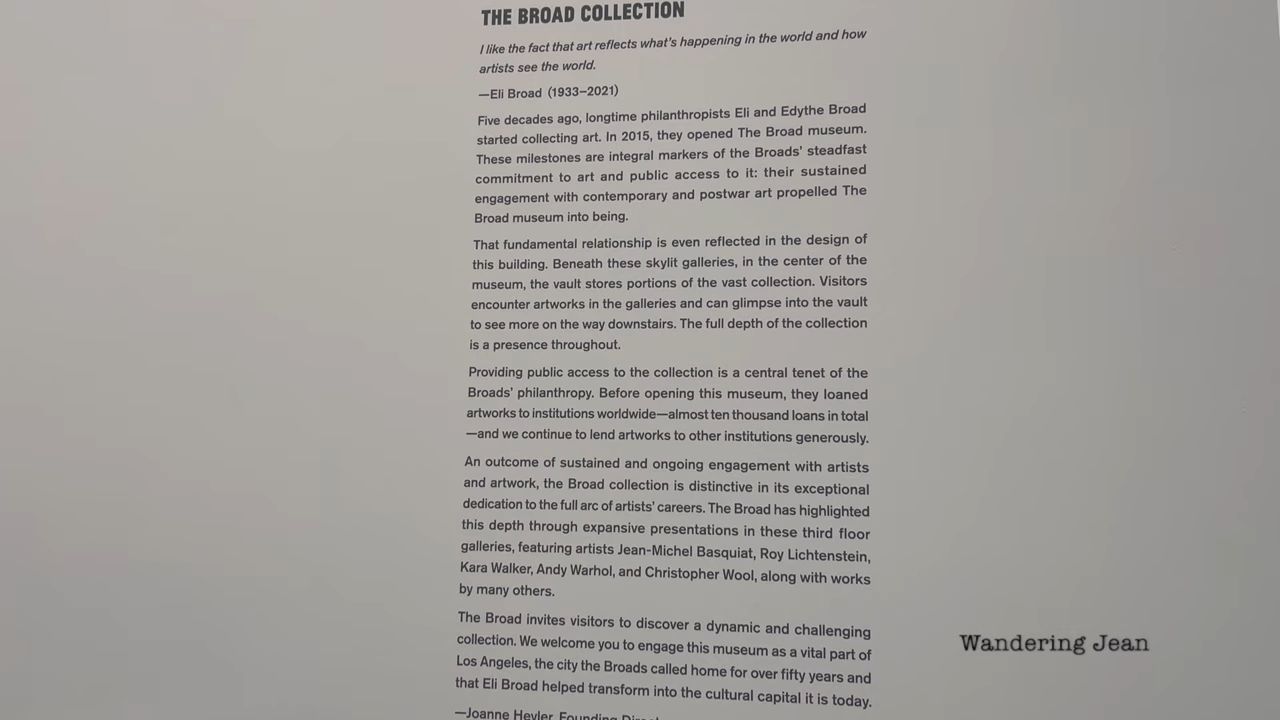 THE BROAD COLLECTION
I like the fact that art reflects what's happening in the world and how
artists see the world.
—Eli Broad (1933–2021)
Five decades ago, longtime philanthropists Eli and Edythe Broad
started collecting art. In 2015, they opened The Broad museum.
These milestones are integral markers of the Broads' steadfast
commitment to art and public access to it: their sustained
engagement with contemporary and postwar art propelled The
Broad museum into being.
That fundamental relationship is even reflected in the design of
this building. Beneath these skylit galleries, in the center of the
museum, the vault stores portions of the vast collection. Visitors
encounter artworks in the galleries and can glimpse into the vault
to see more on the way downstairs. The full depth of the collection
is a presence throughout.
Providing public access to the collection is a central tenet of the
Broads' philanthropy. Before opening this museum, they loaned
artworks to institutions worldwide—almost ten thousand loans in total
—and we continue to lend artworks to other institutions generously.
An outcome of sustained and ongoing engagement with artists
and artwork, the Broad collection is distinctive in its exceptional
dedication to the full arc of artists' careers. The Broad has highlighted
this depth through expansive presentations in these third floor
galleries, featuring artists Jean-Michel Basquiat, Roy Lichtenstein,
Kara Walker, Andy Warhol, and Christopher Wool, along with works
by many others.
The Broad invites visitors to discover a dynamic and challenging
collection. We welcome you to engage this museum as a vital part of
Los Angeles, the city the Broads called home for over fifty years and
that Eli Broad helped transform into the cultural capital it is today.
—Joanne Heyler, Founding
Wandering Jean